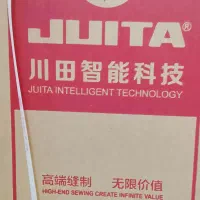 JUITA®
川田智能科技
JUITA INTELLIGENT TECHNOLOGY
高端缝制 无限价值
HIGH-END SEWING CREATE INFINITE VALUE